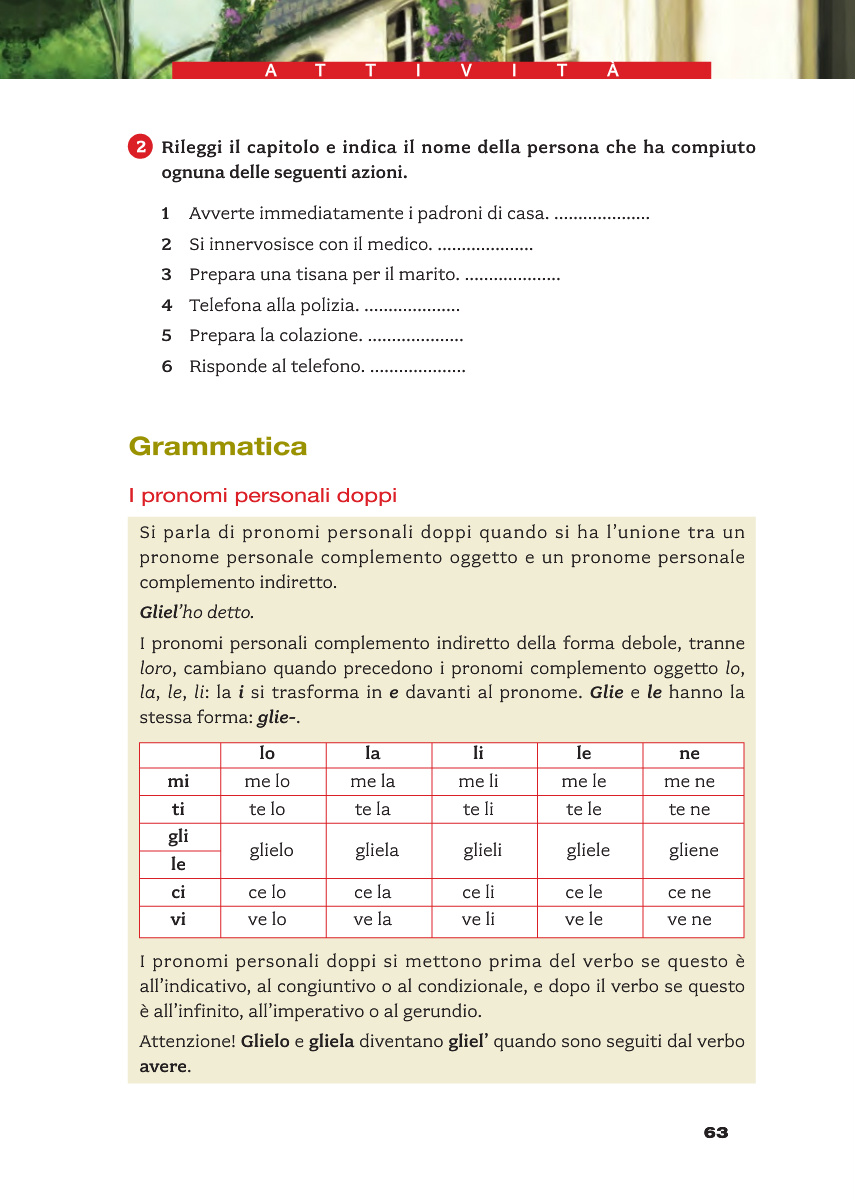 ATTIVITÀ
2 Rileggi il capitolo e indica il nome della persona che ha compiuto
ognuna delle seguenti azioni.
1 Avverte immediatamente i padroni di casa. ....................
2 Si innervosisce con il medico. ....................
3 Prepara una tisana per il marito. ....................
4 Telefona alla polizia. ....................
5 Prepara la colazione. ....................
6 Risponde al telefono. ....................
Grammatica
I pronomi personali doppi
Si parla di pronomi personali doppi quando si ha l’unione tra un
pronome personale complemento oggetto e un pronome personale
complemento indiretto.
Gliel’ho detto.
I pronomi personali complemento indiretto della forma debole, tranne
loro, cambiano quando precedono i pronomi complemento oggetto lo,
la, le, li: la i si trasforma in e davanti al pronome. Glie e le hanno la
stessa forma: glie-.
lo la li le ne
mi me lo me la me li me le me ne
ti te lo te la te li te le te ne
gli
glielo gliela glieli gliele gliene
le
ci ce lo ce la ce li ce le ce ne
vi ve lo ve la ve li ve le ve ne
I pronomi personali doppi si mettono prima del verbo se questo è
all’indicativo, al congiuntivo o al condizionale, e dopo il verbo se questo
è all’infinito, all’imperativo o al gerundio.
Attenzione! Glielo e gliela diventano gliel’ quando sono seguiti dal verbo
avere.
63